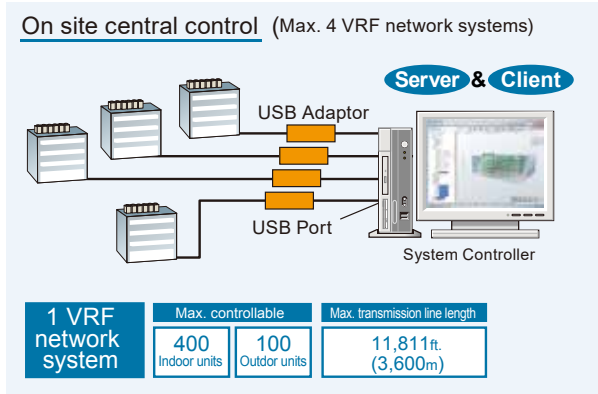 On site central control (Max. 4 VRF network systems)
Server & Client
USB Adaptor
USB Port
System Controller
1 VRF
network
system
Max. controllable
400
Indoor units
100
Outdor units
Max. transmission line length
11,811ft.
(3,600m)